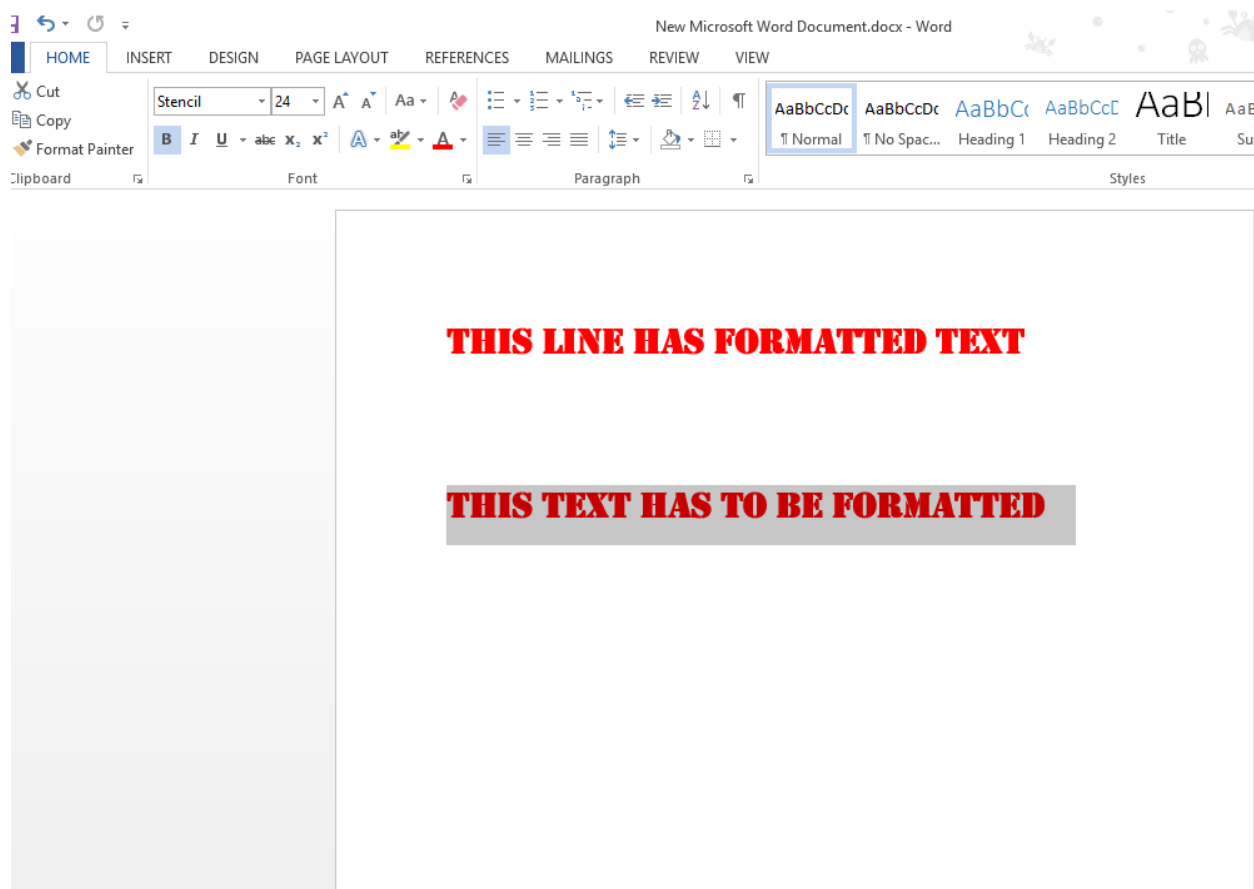 New Microsoft Word Document.docx - Word
HOME INSERT DESIGN PAGE LAYOUT REFERENCES MAILINGS REVIEW VIEW
Cut
Copy
Format Painter
Stencil 24 Aa
B I U abc X₂ X²
AaBbCcDc AaBbCcDc AaBbCc AaBbCcD AaBl AaB
¶ Normal ¶ No Spac... Heading 1 Heading 2 Title Su
Clipboard Font Paragraph Styles
THIS LINE HAS FORMATTED TEXT
THIS TEXT HAS TO BE FORMATTED